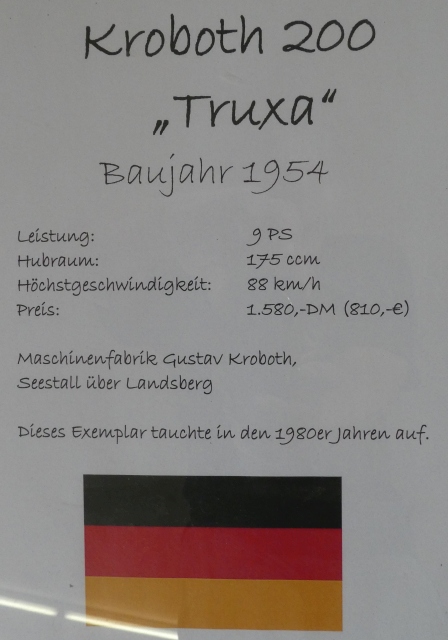 Kroboth 200
„Truxa“
Baujahr 1954
Leistung: 9 PS
Hubraum: 175 ccm
Höchstgeschwindigkeit: 88 km/h
Preis: 1.580,-DM (810,-€)
Maschinenfabrik Gustav Kroboth,
Seestall über Landsberg
Dieses Exemplar tauchte in den 1980er Jahren auf.